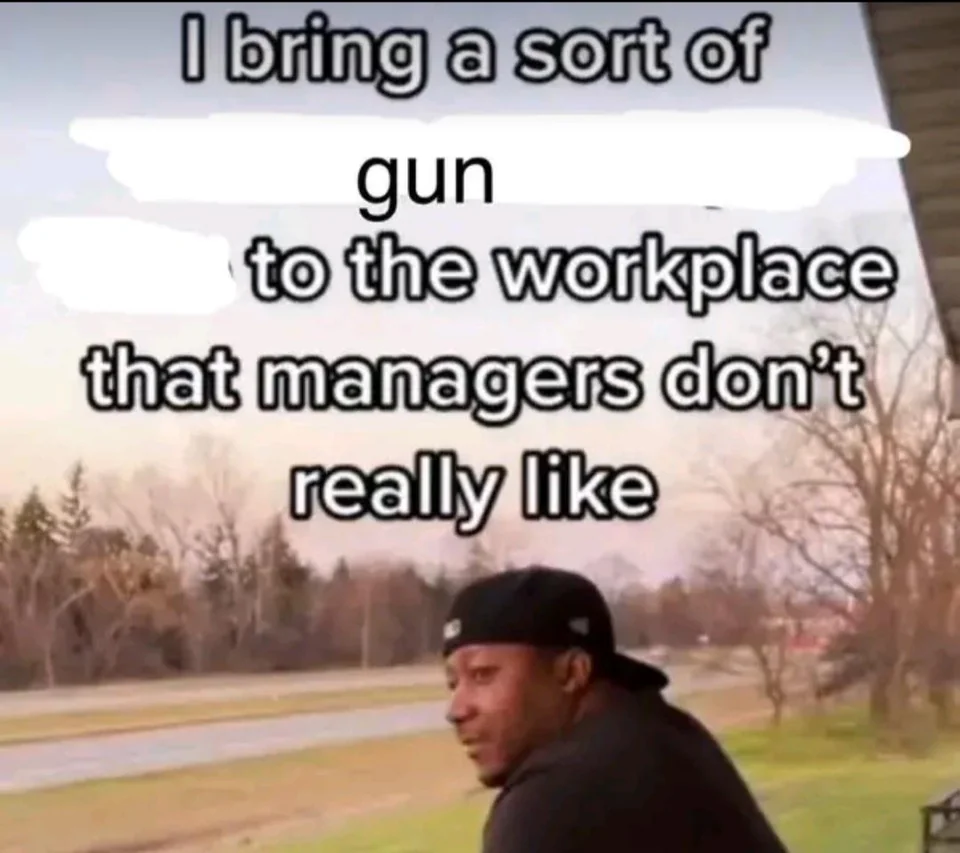 I bring a sort of
gun
to the workplace
that managers don't
really like